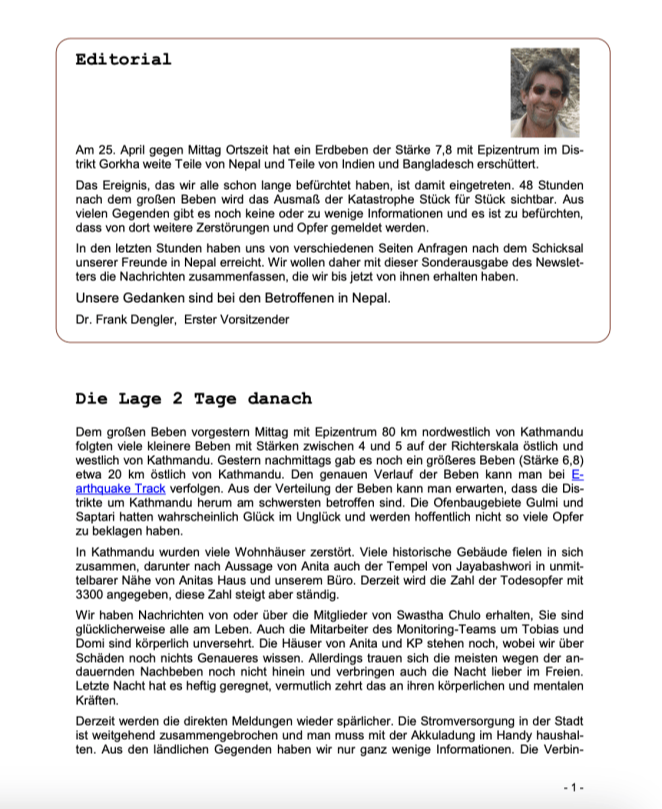 Editorial
Am 25. April gegen Mittag Ortszeit hat ein Erdbeben der Stärke 7,8 mit Epizentrum im Dis-
trikt Gorkha weite Teile von Nepal und Teile von Indien und Bangladesch erschüttert.
Das Ereignis, das wir alle schon lange befürchtet haben, ist damit eingetreten. 48 Stunden
nach dem großen Beben wird das Ausmaß der Katastrophe Stück für Stück sichtbar. Aus
vielen Gegenden gibt es noch keine oder zu wenige Informationen und es ist zu befürchten,
dass von dort weitere Zerstörungen und Opfer gemeldet werden.
In den letzten Stunden haben uns von verschiedenen Seiten Anfragen nach dem Schicksal
unserer Freunde in Nepal erreicht. Wir wollen daher mit dieser Sonderausgabe des Newslet-
ters die Nachrichten zusammenfassen, die wir bis jetzt von ihnen erhalten haben.
Unsere Gedanken sind bei den Betroffenen in Nepal.
Dr. Frank Dengler, Erster Vorsitzender
Die Lage 2 Tage danach
Dem großen Beben vorgestern Mittag mit Epizentrum 80 km nordwestlich von Kathmandu
folgten viele kleinere Beben mit Stärken zwischen 4 und 5 auf der Richterskala östlich und
westlich von Kathmandu. Gestern nachmittags gab es noch ein größeres Beben (Stärke 6,8)
etwa 20 km östlich von Kathmandu. Den genauen Verlauf der Beben kann man bei E-
arthquake Track verfolgen. Aus der Verteilung der Beben kann man erwarten, dass die Dis-
trikte um Kathmandu herum am schwersten betroffen sind. Die Ofenbaugebiete Gulmi und
Saptari hatten wahrscheinlich Glück im Unglück und werden hoffentlich nicht so viele Opfer
zu beklagen haben.
In Kathmandu wurden viele Wohnhäuser zerstört. Viele historische Gebäude fielen in sich
zusammen, darunter nach Aussage von Anita auch der Tempel von Jayabashwori in unmit-
telbarer Nähe von Anitas Haus und unserem Büro. Derzeit wird die Zahl der Todesopfer mit
3300 angegeben, diese Zahl steigt aber ständig.
Wir haben Nachrichten von oder über die Mitglieder von Swastha Chulo erhalten, Sie sind
glücklicherweise alle am Leben. Auch die Mitarbeiter des Monitoring-Teams um Tobias und
Domi sind körperlich unversehrt. Die Häuser von Anita und KP stehen noch, wobei wir über
Schäden noch nichts Genaueres wissen. Allerdings trauen sich die meisten wegen der an-
dauernden Nachbeben noch nicht hinein und verbringen auch die Nacht lieber im Freien.
Letzte Nacht hat es heftig geregnet, vermutlich zehrt das an ihren körperlichen und mentalen
Kräften.
Derzeit werden die direkten Meldungen wieder spärlicher. Die Stromversorgung in der Stadt
ist weitgehend zusammengebrochen und man muss mit der Akkuladung im Handy haushal-
ten. Aus den ländlichen Gegenden haben wir nur ganz wenige Informationen. Die Verbin-
- 1 -